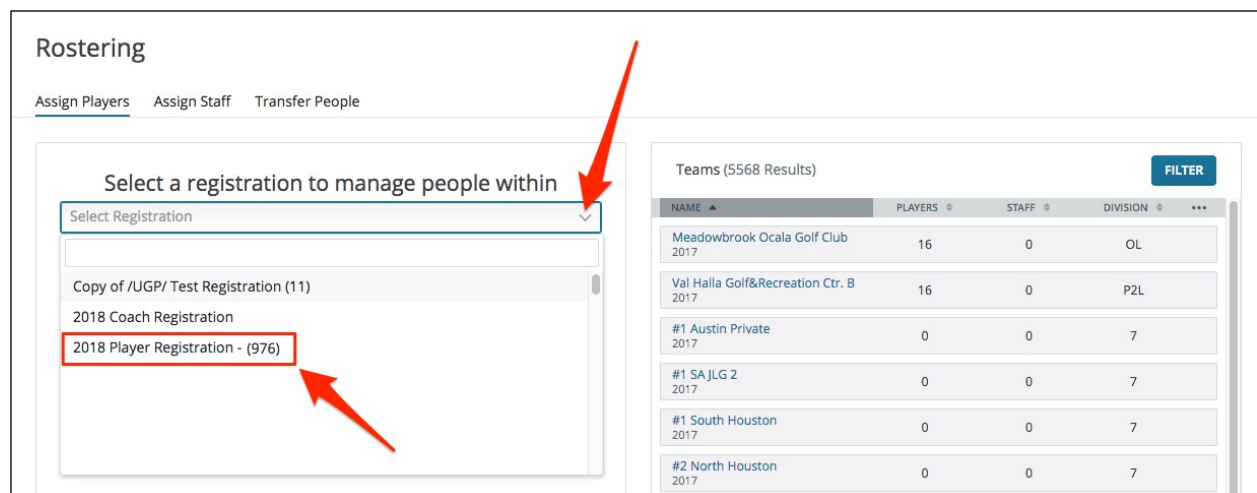 Rostering
Assign Players Assign Staff Transfer People
Select a registration to manage people within
Select Registration
Copy of /UGP/ Test Registration (11)
2018 Coach Registration
2018 Player Registration - (976)
Teams (5568 Results) FILTER
NAME PLAYERS STAFF DIVISION •••
Meadowbrook Ocala Golf Club 16 0 OL
2017
Val Halla Golf&Recreation Ctr. B 16 0 P2L
2017
#1 Austin Private 0 0 7
2017
#1 SA JLG 2 0 0 7
2017
#1 South Houston 0 0 7
2017
#2 North Houston 0 0 7
2017